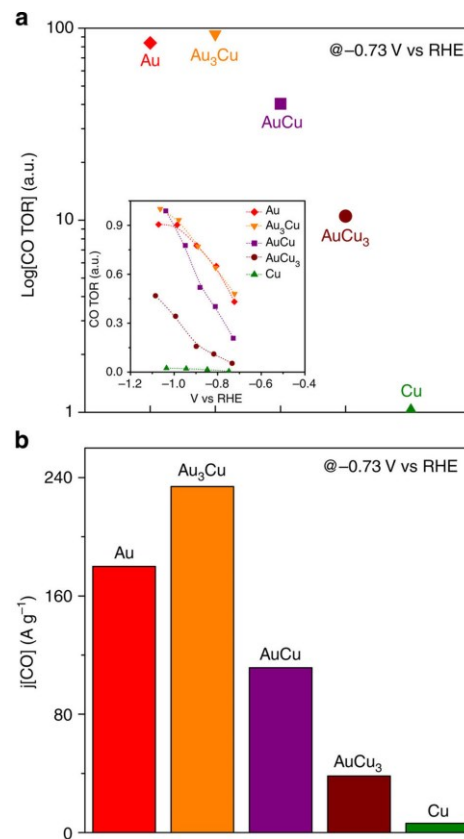 a
100
@–0.73 V vs RHE
Au
Au₃Cu
AuCu
10
AuCu₃
Log[CO TOR] (a.u.)
0.9
0.6
0.3
0.0
CO TOR (a.u.)
Au
Au₃Cu
AuCu
AuCu₃
Cu
–1.2 –1.0 –0.8 –0.6 –0.4
V vs RHE
Cu
1
b
@–0.73 V vs RHE
240
160
80
0
j[CO] (A g⁻¹)
Au
Au₃Cu
AuCu
AuCu₃
Cu